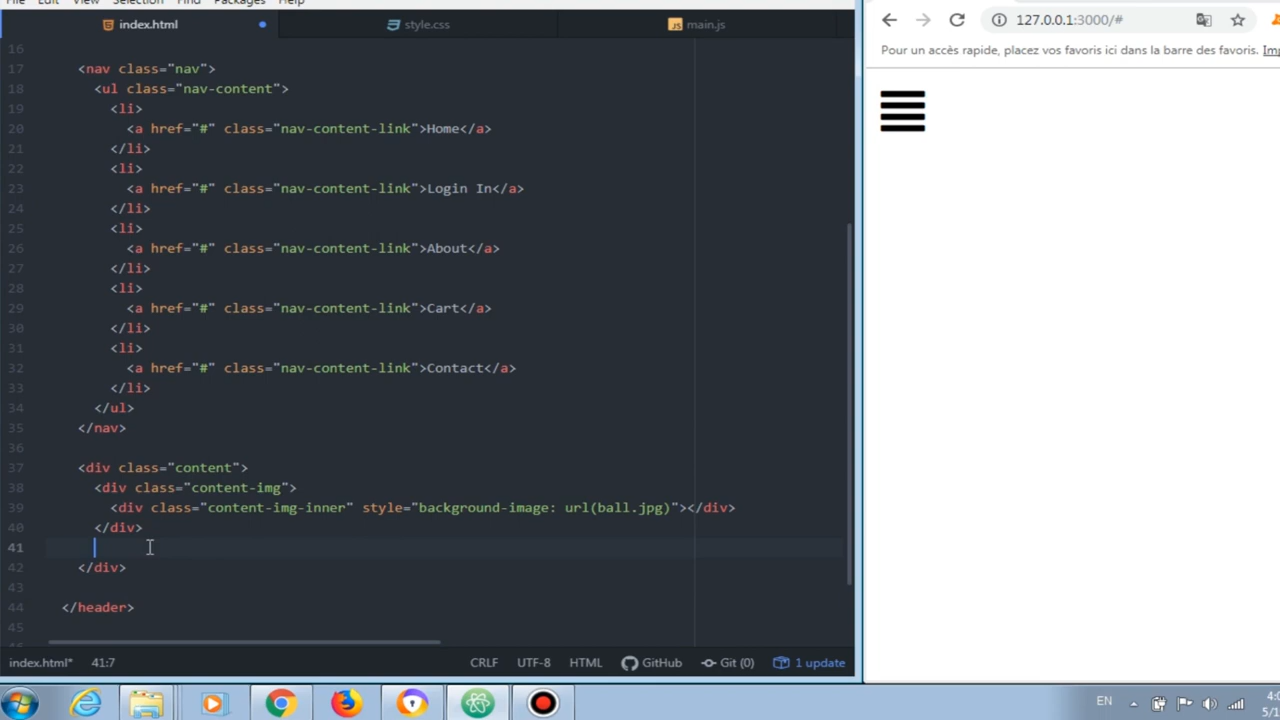 File Edit View Selection Find Packages Help
index.html
style.css
main.js
127.0.0.1:3000/#
Pour un accès rapide, placez vos favoris ici dans la barre des favoris.
16
17 <nav class="nav">
18 <ul class="nav-content">
19 <li>
20 <a href="#" class="nav-content-link">Home</a>
21 </li>
22 <li>
23 <a href="#" class="nav-content-link">Login In</a>
24 </li>
25 <li>
26 <a href="#" class="nav-content-link">About</a>
27 </li>
28 <li>
29 <a href="#" class="nav-content-link">Cart</a>
30 </li>
31 <li>
32 <a href="#" class="nav-content-link">Contact</a>
33 </li>
34 </ul>
35 </nav>
36
37 <div class="content">
38 <div class="content-img">
39 <div class="content-img-inner" style="background-image: url(ball.jpg)"></div>
40 </div>
41
42 </div>
43
44 </header>
45
index.html* 41:7 CRLF UTF-8 HTML GitHub Git (0) 1 update
EN